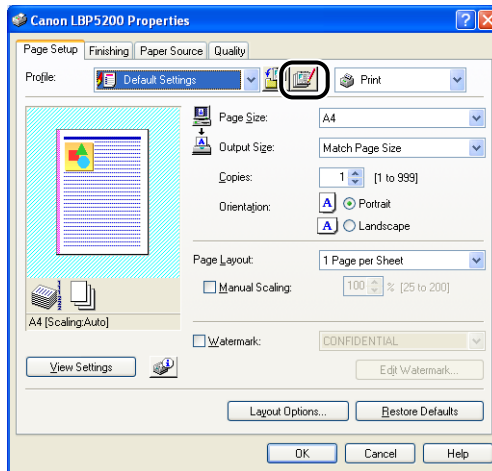 Canon LBP5200 Properties
Page Setup Finishing Paper Source Quality
Profile: Default Settings Print
Page Size: A4
Output Size: Match Page Size
Copies: 1 [1 to 999]
Orientation: A Portrait
A Landscape
Page Layout: 1 Page per Sheet
Manual Scaling: 100 % [25 to 200]
A4 [Scaling:Auto]
Watermark: CONFIDENTIAL
View Settings Edit Watermark...
Layout Options... Restore Defaults
OK Cancel Help